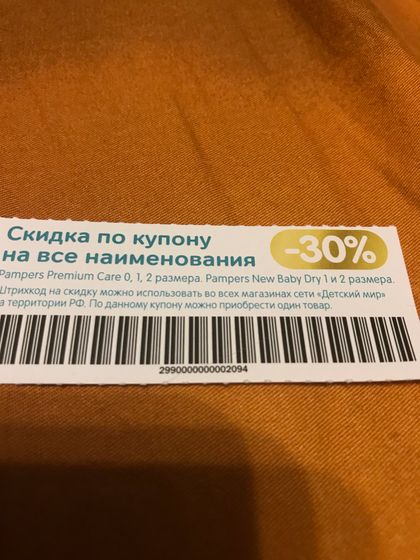 Скидка по купону
на все наименования
-30%
Pampers Premium Care 0, 1, 2 размера. Pampers New Baby Dry 1 и 2 размера.
Штрихкод на скидку можно использовать во всех магазинах сети «Детский мир»
на территории РФ. По данному купону можно приобрести один товар.
2990000000002094